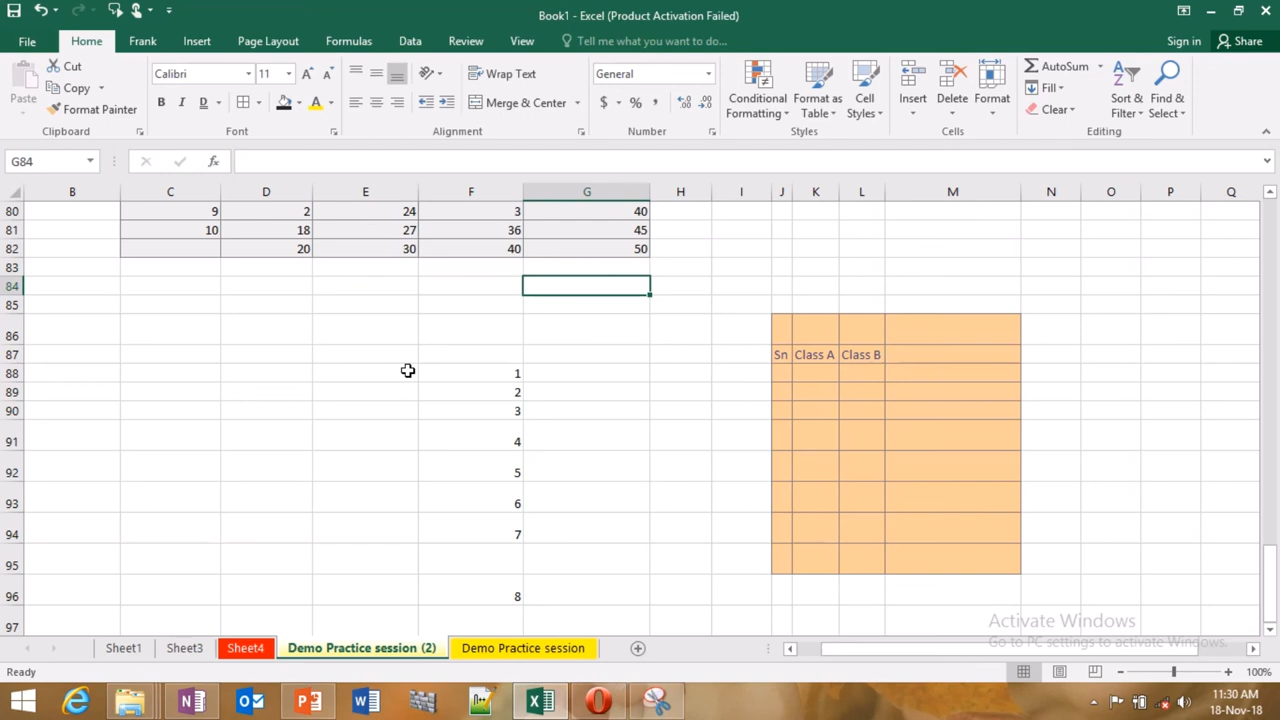 Book1 - Excel (Product Activation Failed)
File Home Frank Insert Page Layout Formulas Data Review View Tell me what you want to do... Sign in Share
Paste Cut Copy Format Painter Clipboard
Calibri 11 A A B I D A Font
Wrap Text Merge & Center Alignment
General $ % , Number
Conditional Formatting Format as Table Cell Styles Styles
Insert Delete Format Cells
AutoSum Fill Clear Sort & Filter Find & Select Editing
G84 fx
B C D E F G H I J K L M N O P Q
80 9 2 24 3 40
81 10 18 27 36 45
82 20 30 40 50
83
84
85
86
87 Sn Class A Class B
88 1
89 2
90 3
91 4
92 5
93 6
94 7
95
96 8
97
Activate Windows
Go to PC settings to activate Windows.
Sheet1 Sheet3 Sheet4 Demo Practice session (2) Demo Practice session
Ready 100%
11:30 AM
18-Nov-18